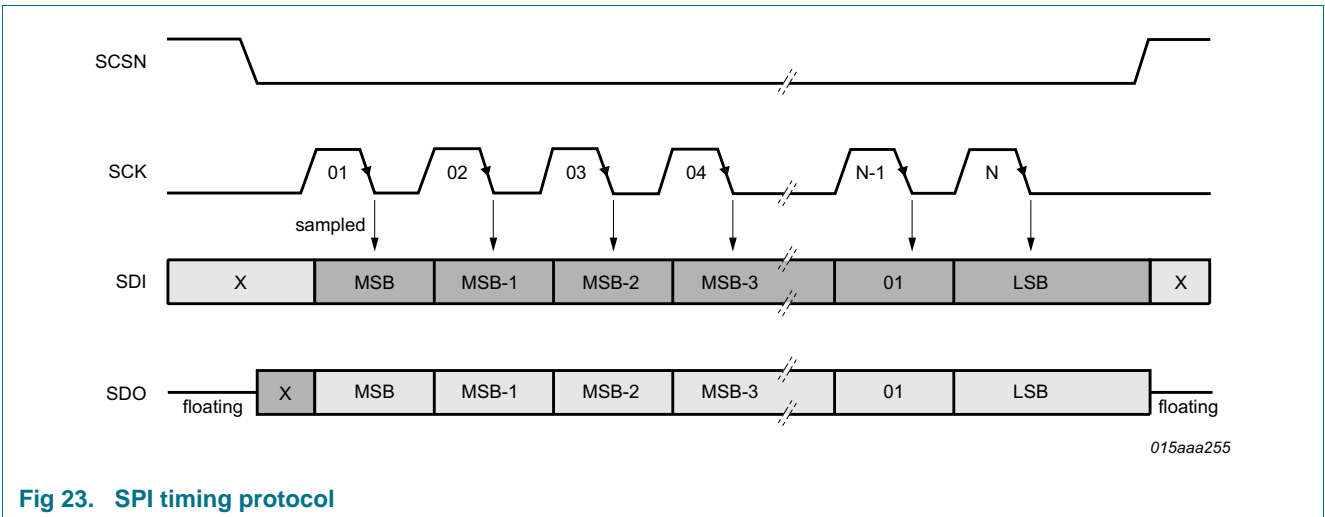 SCSN
SCK 01 02 03 04 N-1 N
sampled
SDI X MSB MSB-1 MSB-2 MSB-3 01 LSB X
SDO floating X MSB MSB-1 MSB-2 MSB-3 01 LSB floating
015aaa255
Fig 23. SPI timing protocol